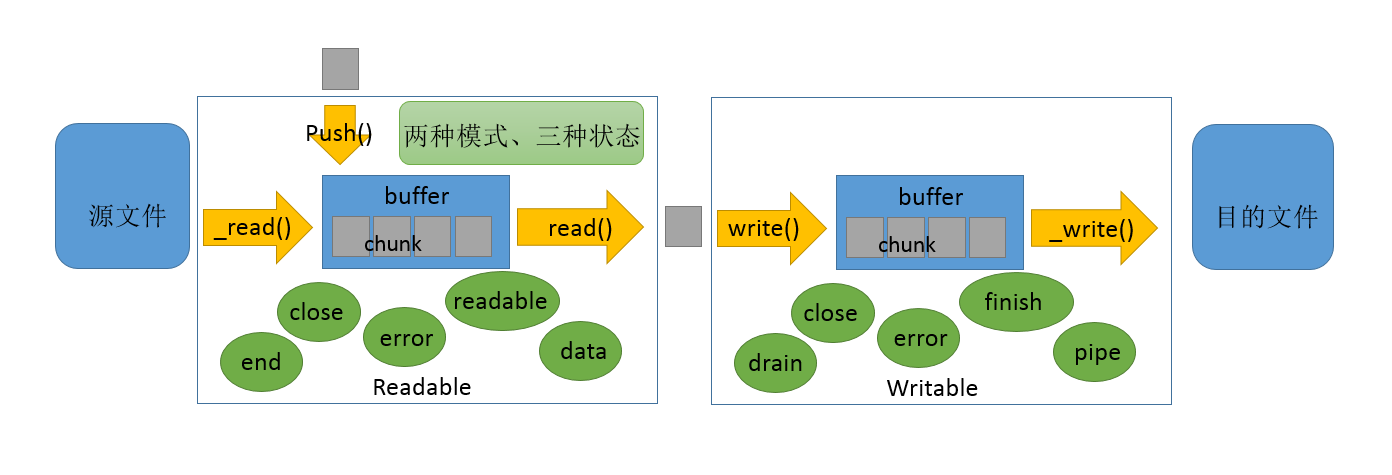 Push()
两种模式、三种状态
源文件
_read()
buffer
chunk
read()
close
error
readable
end
data
Readable
write()
buffer
chunk
_write()
目的文件
close
error
finish
drain
pipe
Writable